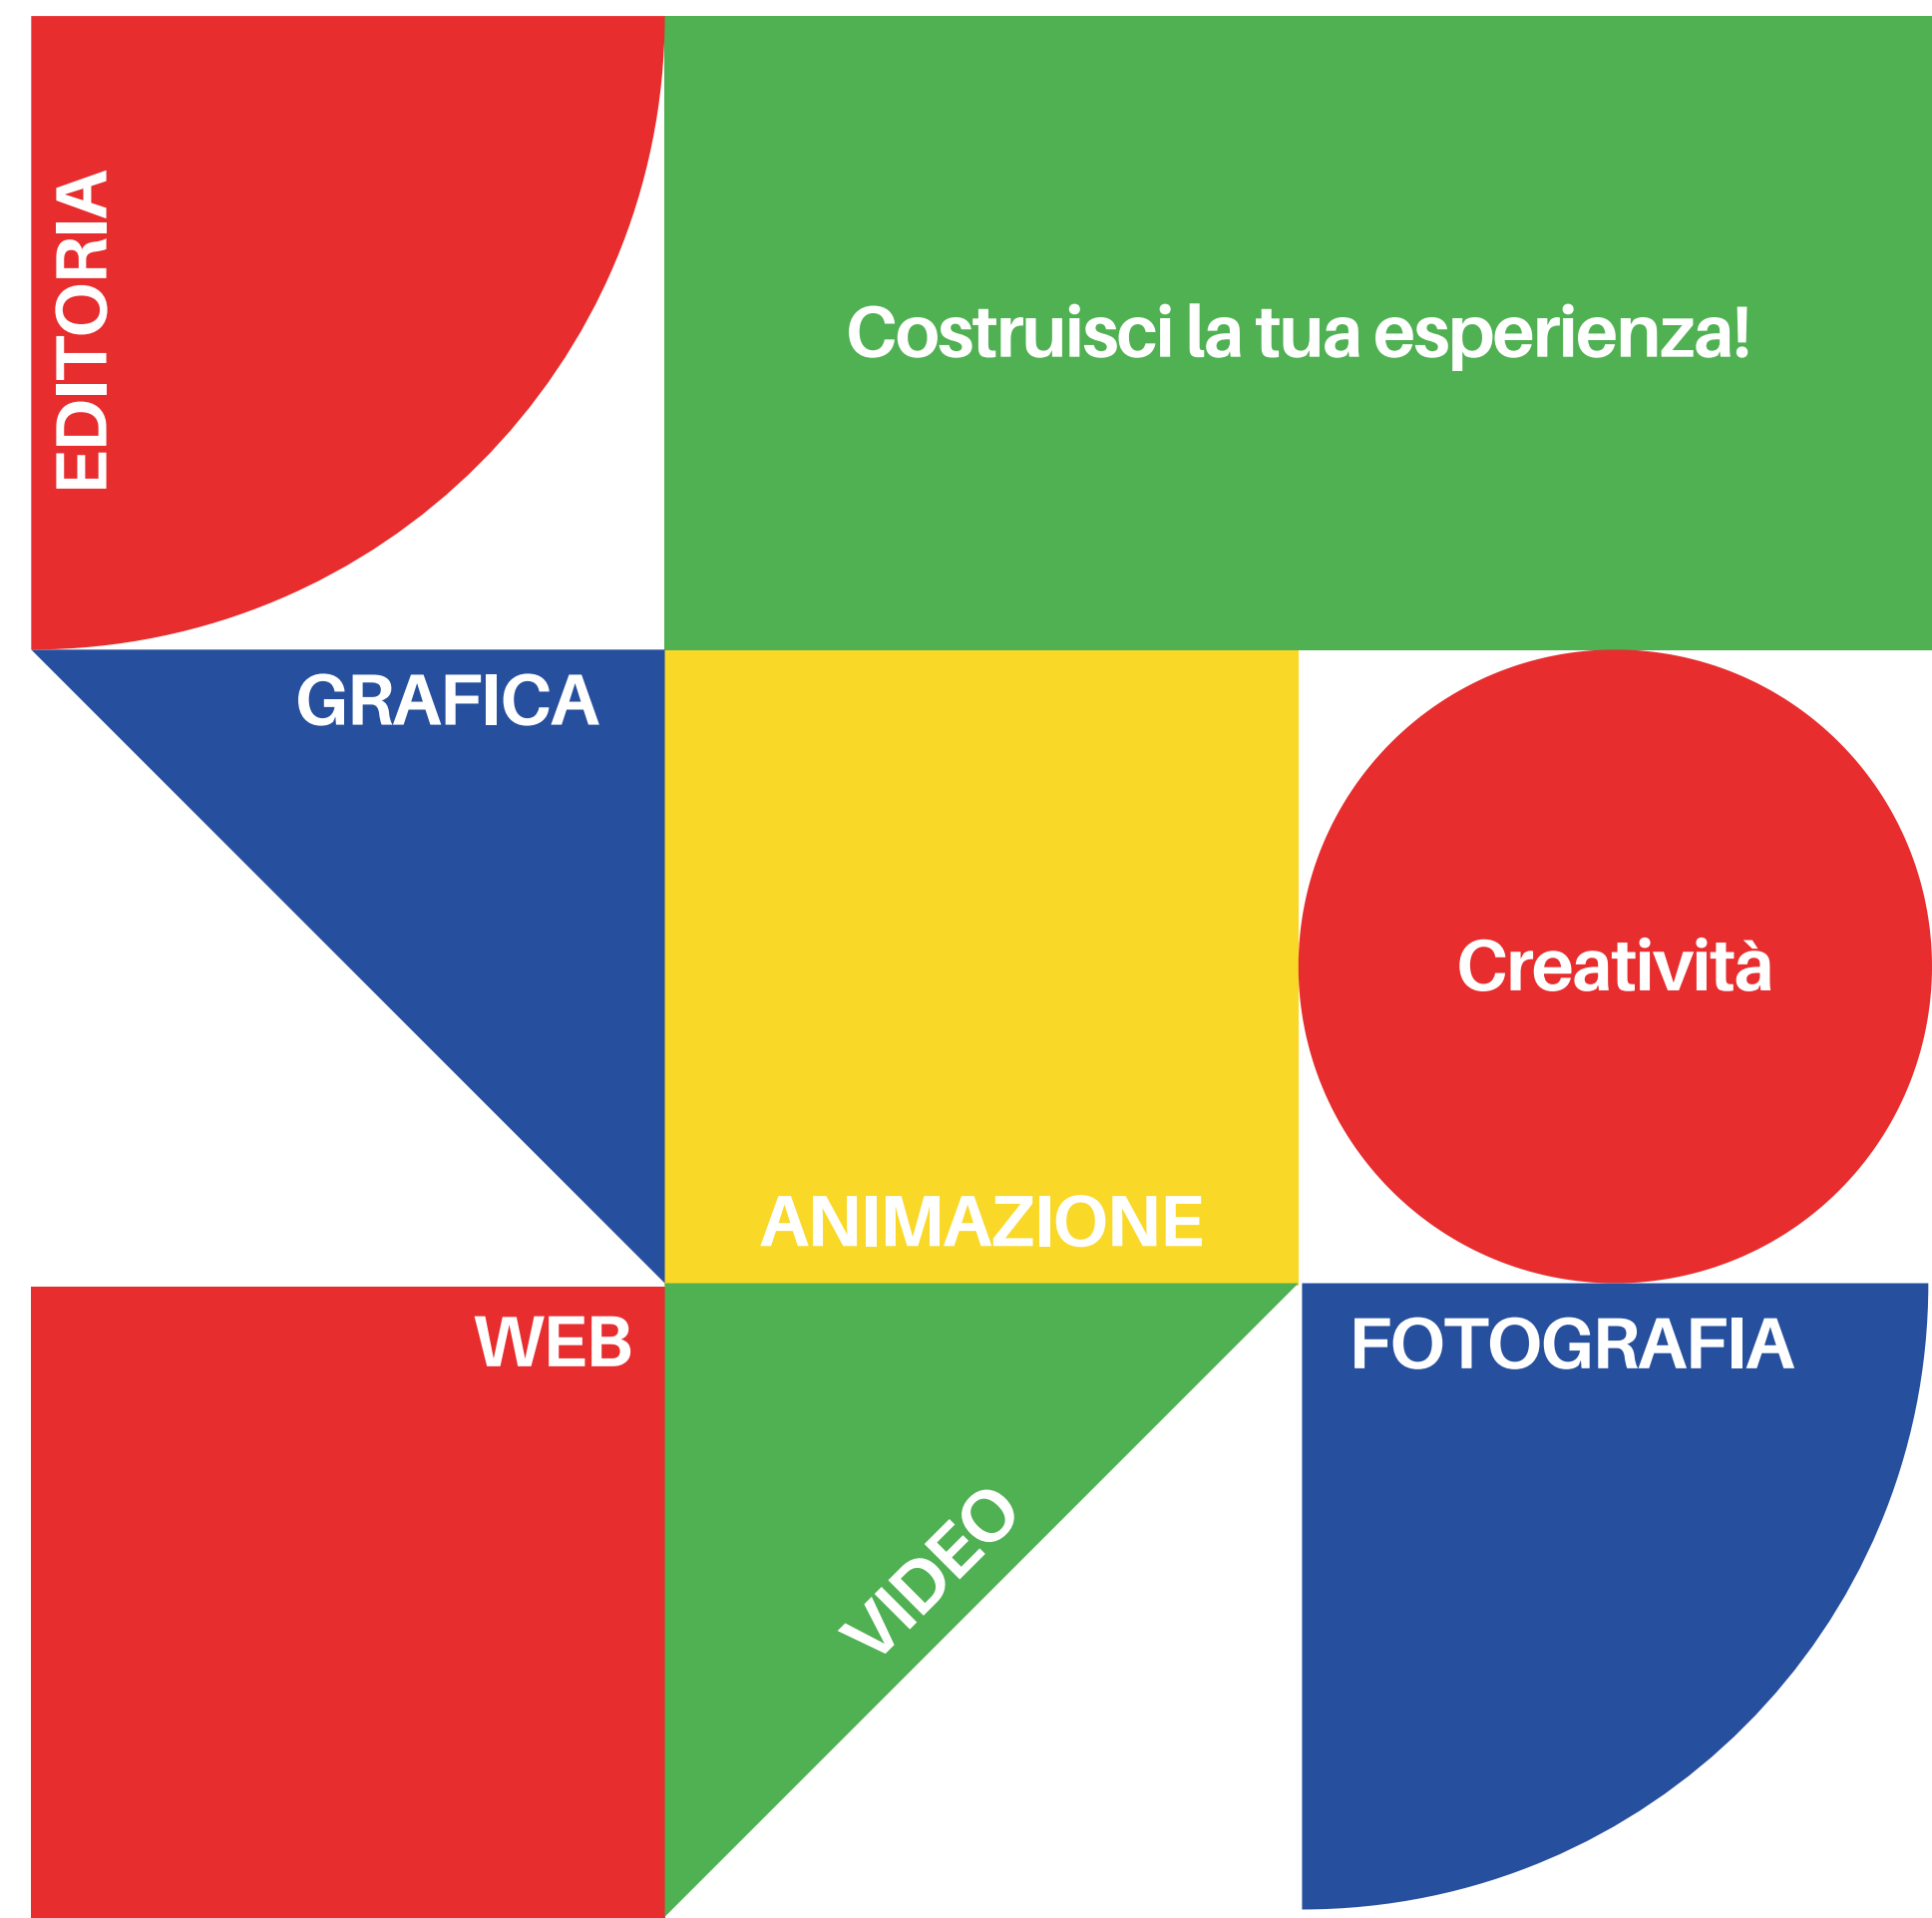 EDITORIA
Costruisci la tua esperienza!
GRAFICA
ANIMAZIONE
Creatività
WEB
VIDEO
FOTOGRAFIA